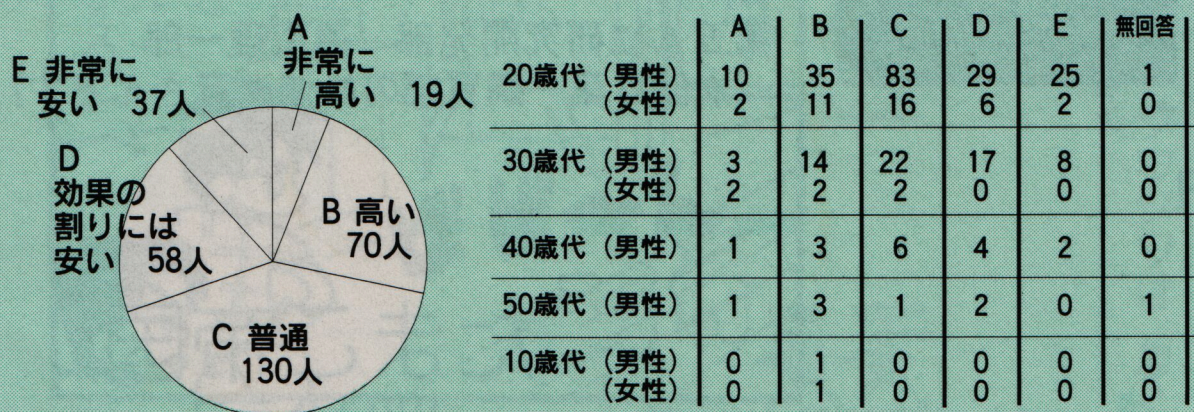 A
非常に
高い 19人
E 非常に
安い 37人
D
効果の
割りには
安い 58人
B 高い
70人
C 普通
130人
A B C D E 無回答
20歳代（男性） 10 35 83 29 25 1
（女性） 2 11 16 6 2 0
30歳代（男性） 3 14 22 17 8 0
（女性） 2 2 2 0 0 0
40歳代（男性） 1 3 6 4 2 0
50歳代（男性） 1 3 1 2 0 1
10歳代（男性） 0 1 0 0 0 0
（女性） 0 1 0 0 0 0